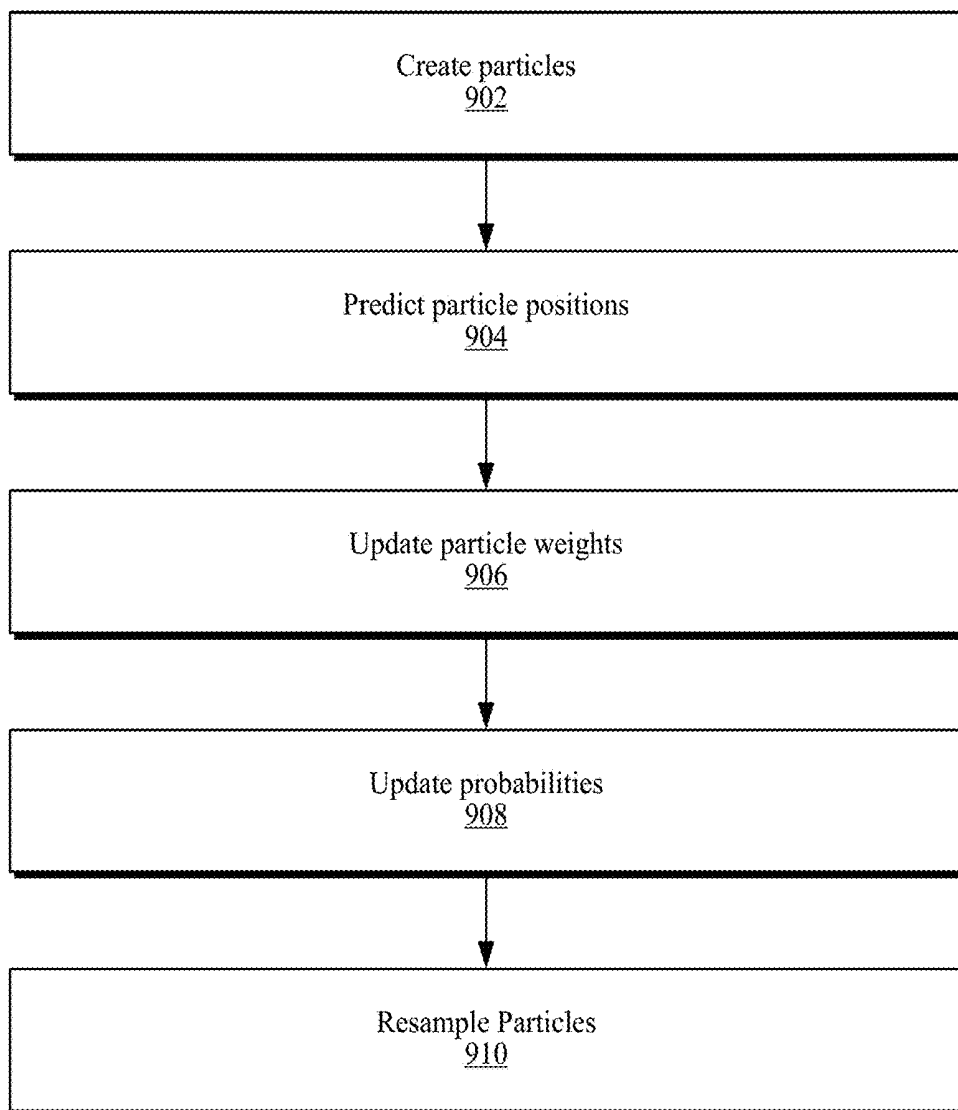 Create particles
902
Predict particle positions
904
Update particle weights
906
Update probabilities
908
Resample Particles
910